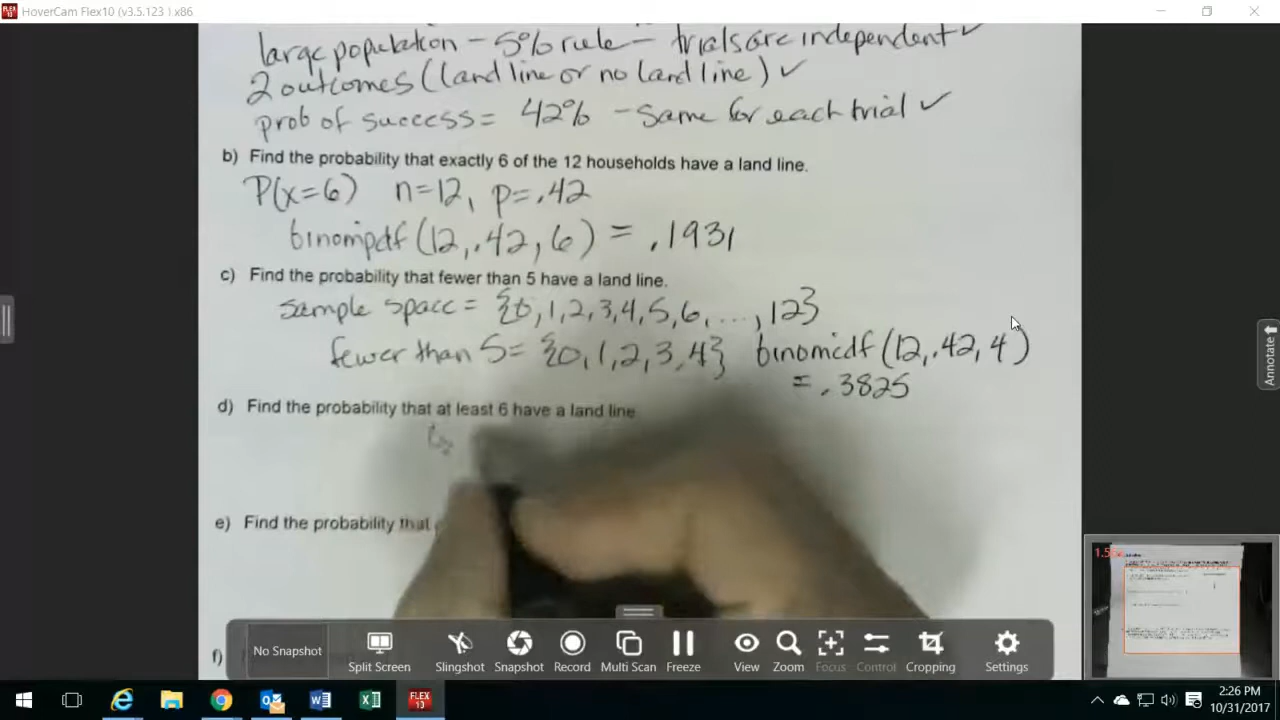 HoverCam Flex10 (v3.5.123 ) x86
large population - 5% rule - trials are independent ✓
2 outcomes (land line or no land line) ✓
prob of success = 42% - same for each trial ✓
b) Find the probability that exactly 6 of the 12 households have a land line.
P(x=6) n=12, p=.42
binompdf (12, .42, 6) = .1931
c) Find the probability that fewer than 5 have a land line.
sample space = {0, 1, 2, 3, 4, 5, 6, ..., 12}
fewer than 5 = {0, 1, 2, 3, 4} binomcdf (12, .42, 4)
= .3825
d) Find the probability that at least 6 have a land line
e) Find the probability that
f)
Annotate
No Snapshot
Split Screen Slingshot Snapshot Record Multi Scan Freeze View Zoom Focus Control Cropping Settings
2:26 PM
10/31/2017